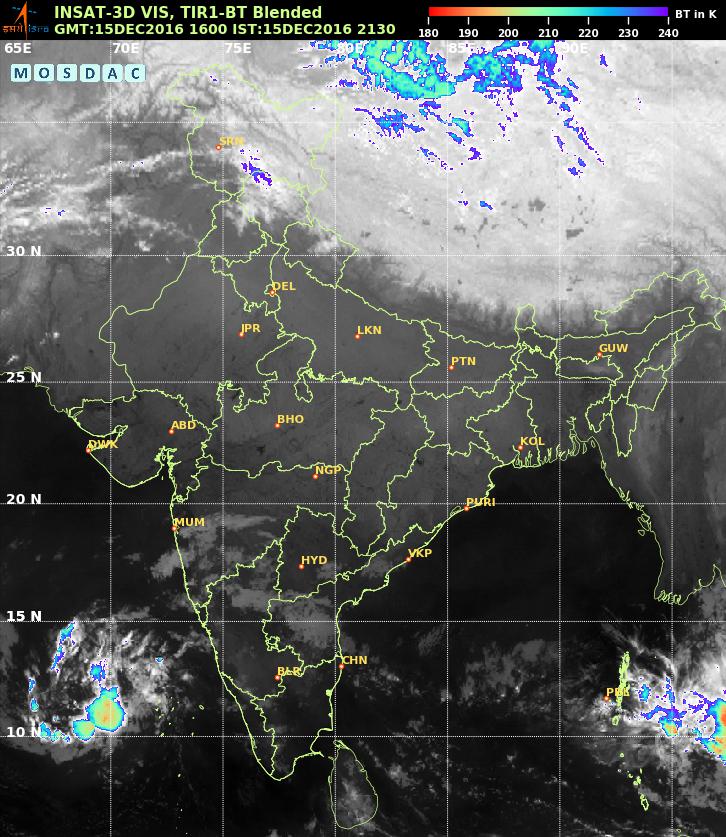 INSAT-3D VIS, TIR1-BT Blended
GMT:15DEC2016 1600 IST:15DEC2016 2130
BT in K
180 190 200 210 220 230 240
65E 70E 75E 80E 85E 90E
MOSDAC
SRN
30 N
DEL
JPR LKN
GUW
PTN
25 N
ABD BHO
DWK KOL
NGP
20 N PURI
MUM
HYD VKP
15 N
BLR CHN
PBL
10 N